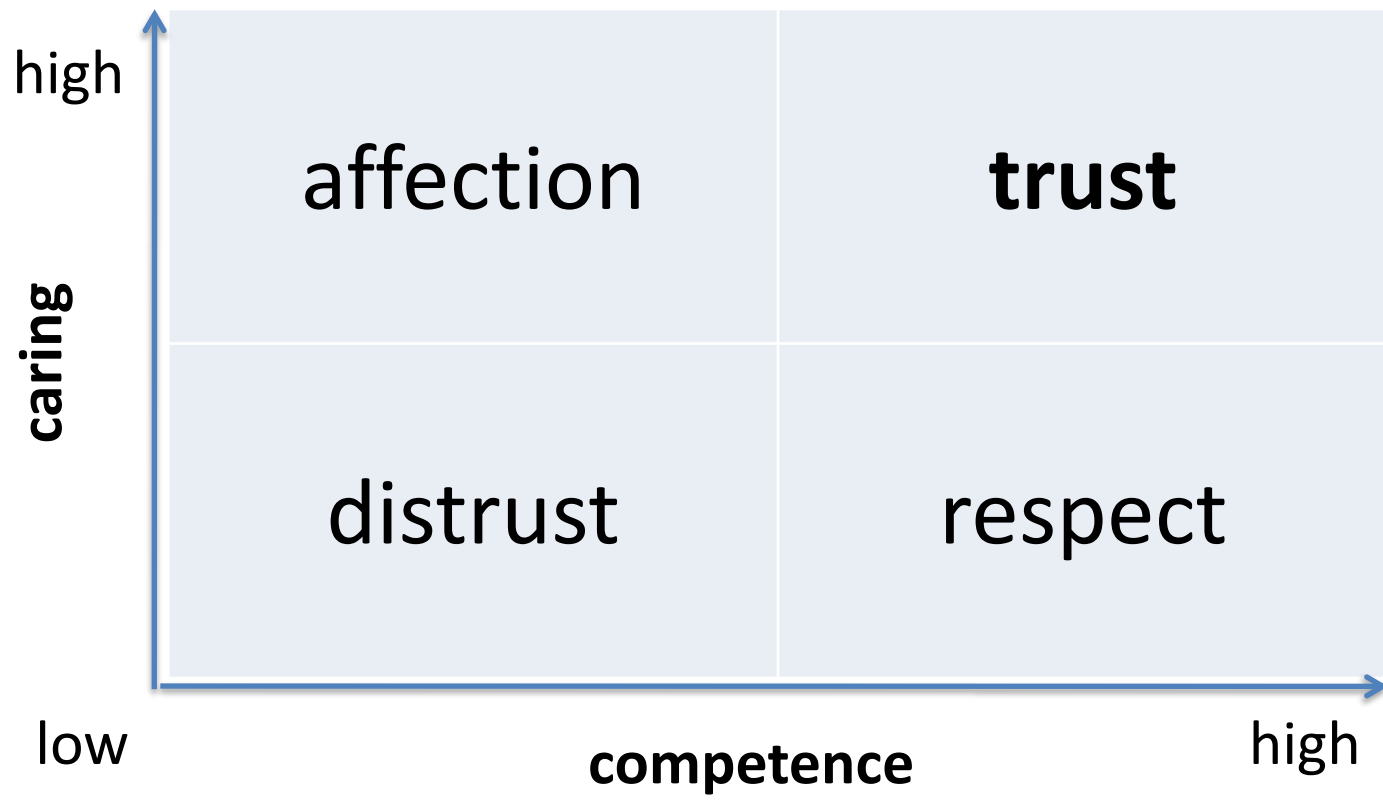 high
affection
trust
caring
distrust
respect
low
competence
high